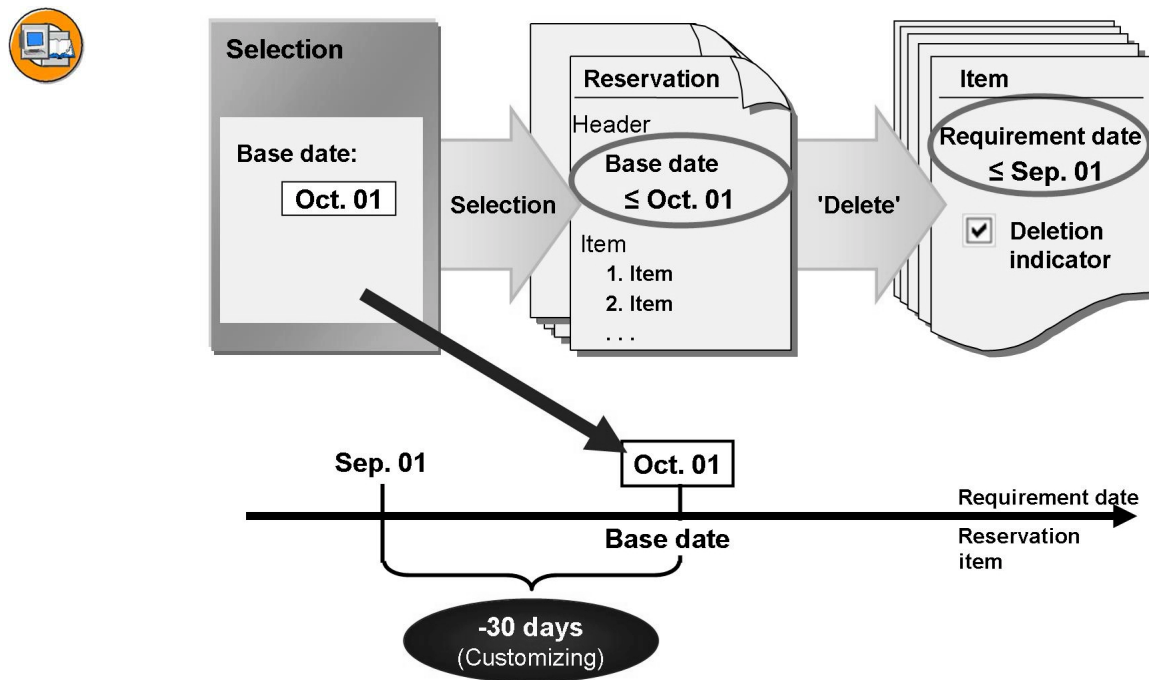 Selection
Base date:
Oct. 01
Selection
Reservation
Header
Base date
≤ Oct. 01
Item
1. Item
2. Item
. . .
'Delete'
Item
Requirement date
≤ Sep. 01
Deletion
indicator
Sep. 01
Oct. 01
Requirement date
Base date
Reservation
item
-30 days
(Customizing)